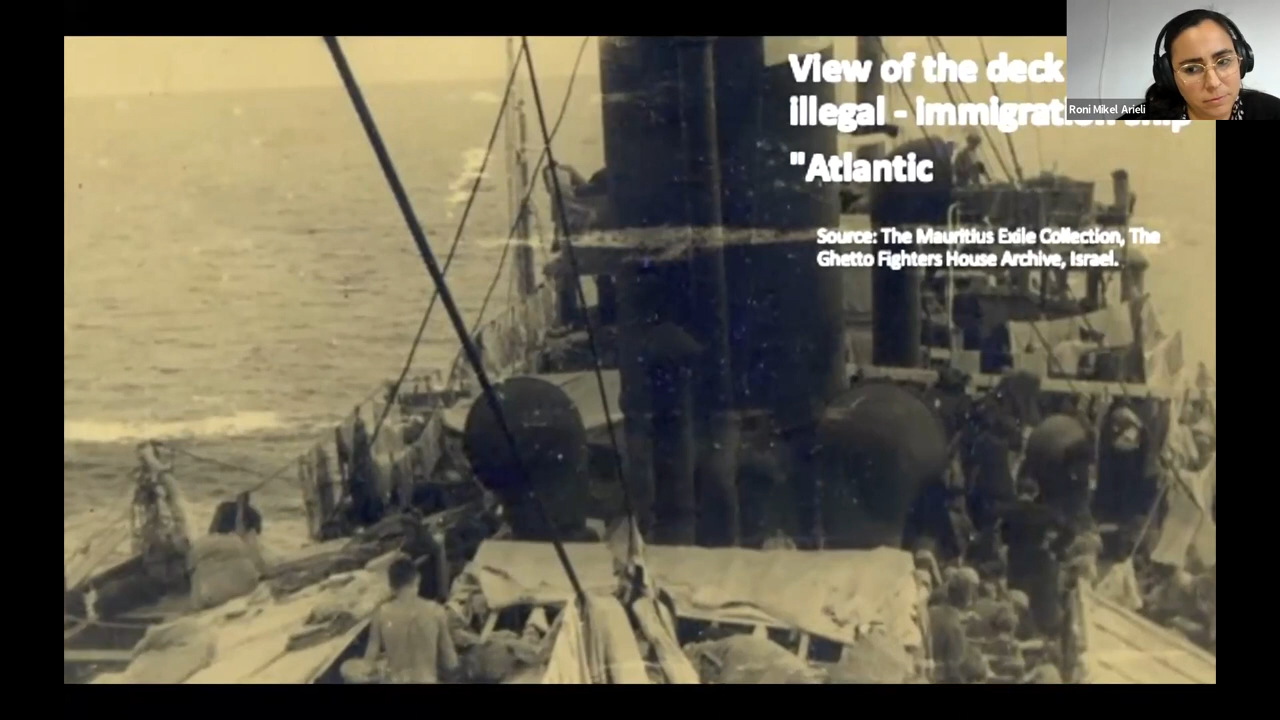 View of the deck
illegal - immigration ship
"Atlantic
Source: The Mauritius Exile Collection, The
Ghetto Fighters House Archive, Israel.
Roni Mikel Arieli